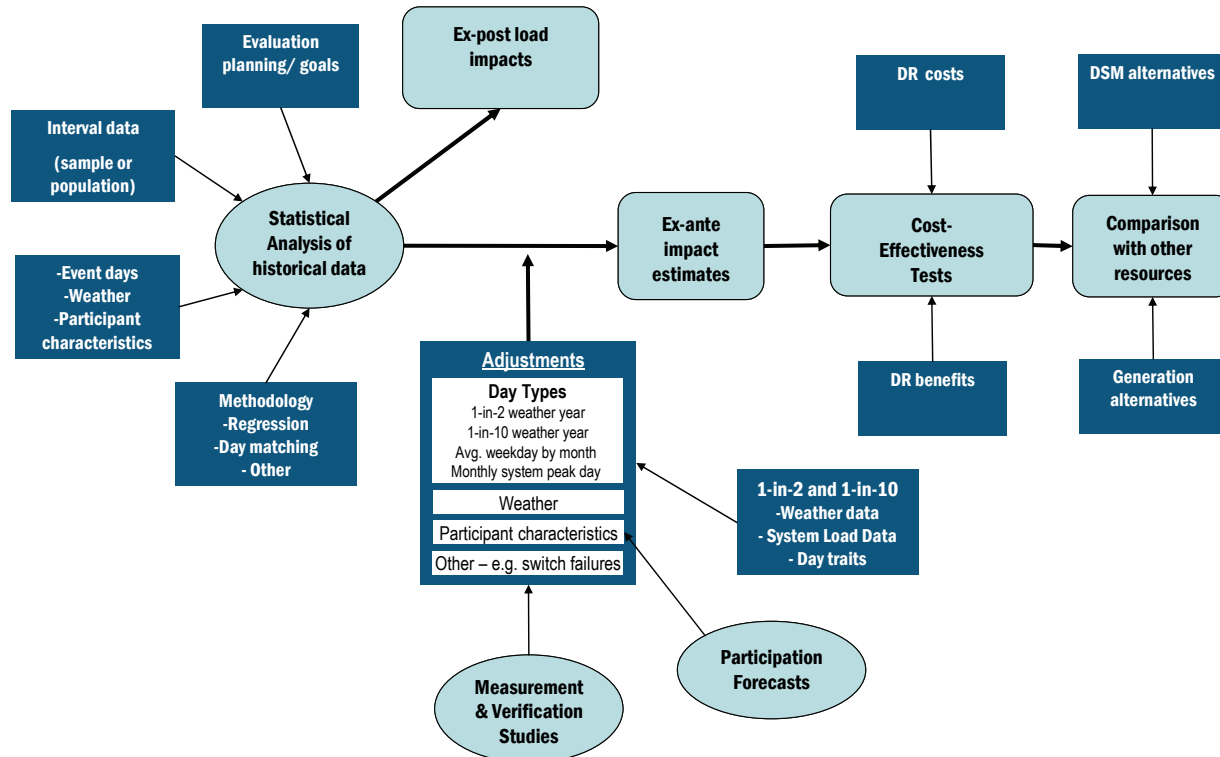 Evaluation
planning/ goals
Ex-post load
impacts
DR costs
DSM alternatives
Interval data
(sample or
population)
Statistical
Analysis of
historical data
Ex-ante
impact
estimates
Cost-
Effectiveness
Tests
Comparison
with other
resources
-Event days
-Weather
-Participant
characteristics
Methodology
-Regression
-Day matching
- Other
Adjustments
Day Types
1-in-2 weather year
1-in-10 weather year
Avg. weekday by month
Monthly system peak day
Weather
Participant characteristics
Other – e.g. switch failures
DR benefits
Generation
alternatives
1-in-2 and 1-in-10
-Weather data
- System Load Data
- Day traits
Measurement
& Verification
Studies
Participation
Forecasts